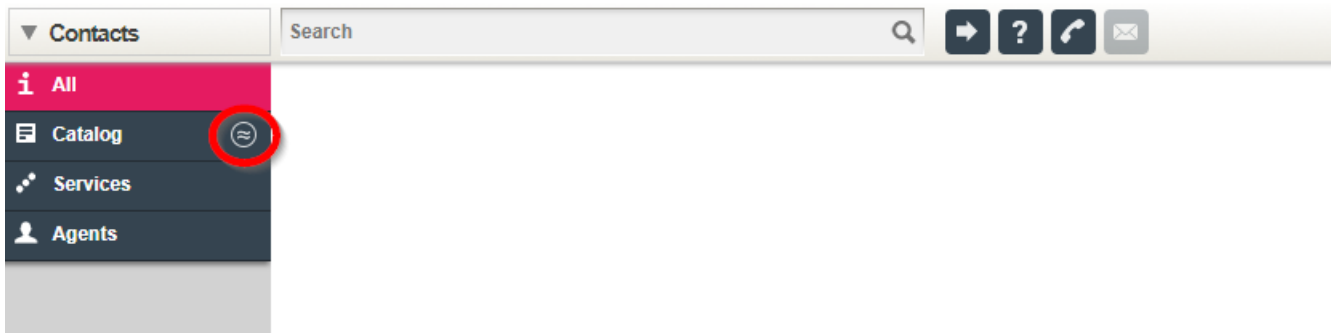 Contacts
Search
?
i All
Catalog
≈
Services
Agents